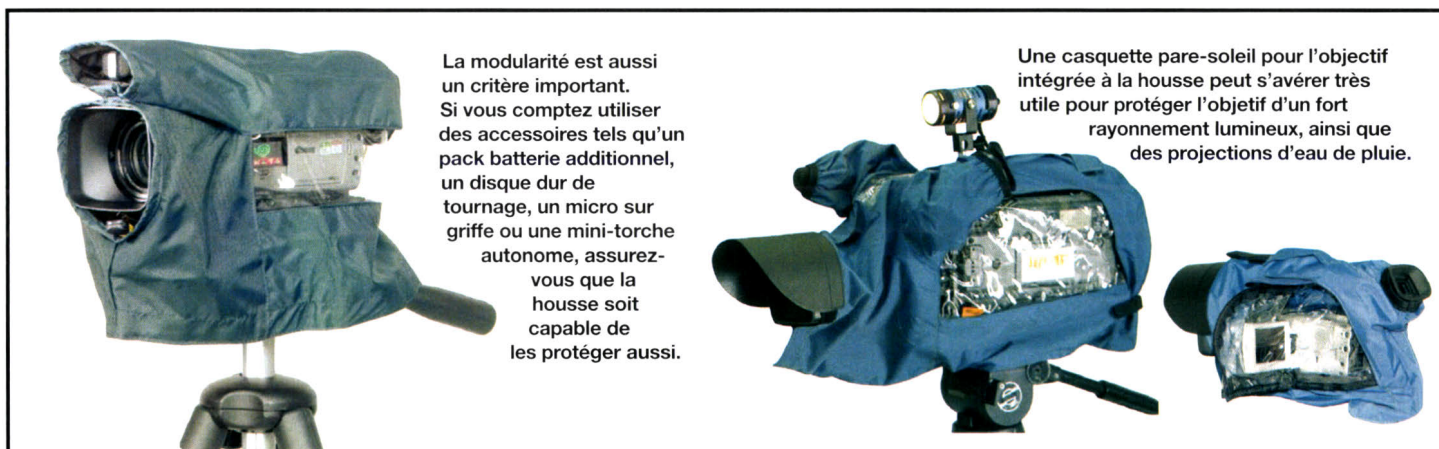 La modularité est aussi
un critère important.
Si vous comptez utiliser
des accessoires tels qu'un
pack batterie additionnel,
un disque dur de
tournage, un micro sur
griffe ou une mini-torche
autonome, assurez-
vous que la
housse soit
capable de
les protéger aussi.
Une casquette pare-soleil pour l'objectif
intégrée à la housse peut s'avérer très
utile pour protéger l'objetif d'un fort
rayonnement lumineux, ainsi que
des projections d'eau de pluie.